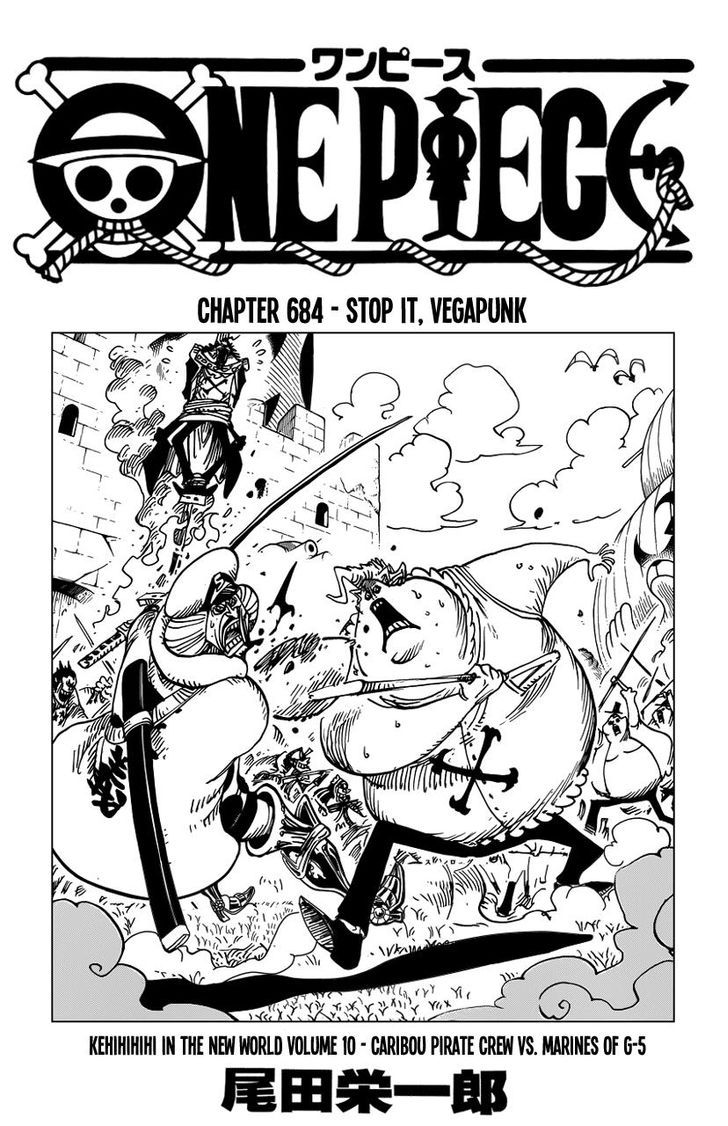 ワンピース
ONE PIECE
CHAPTER 684 - STOP IT, VEGAPUNK
KEHIHIHIHI IN THE NEW WORLD VOLUME 10 - CARIBOU PIRATE CREW VS. MARINES OF G-5
尾田栄一郎